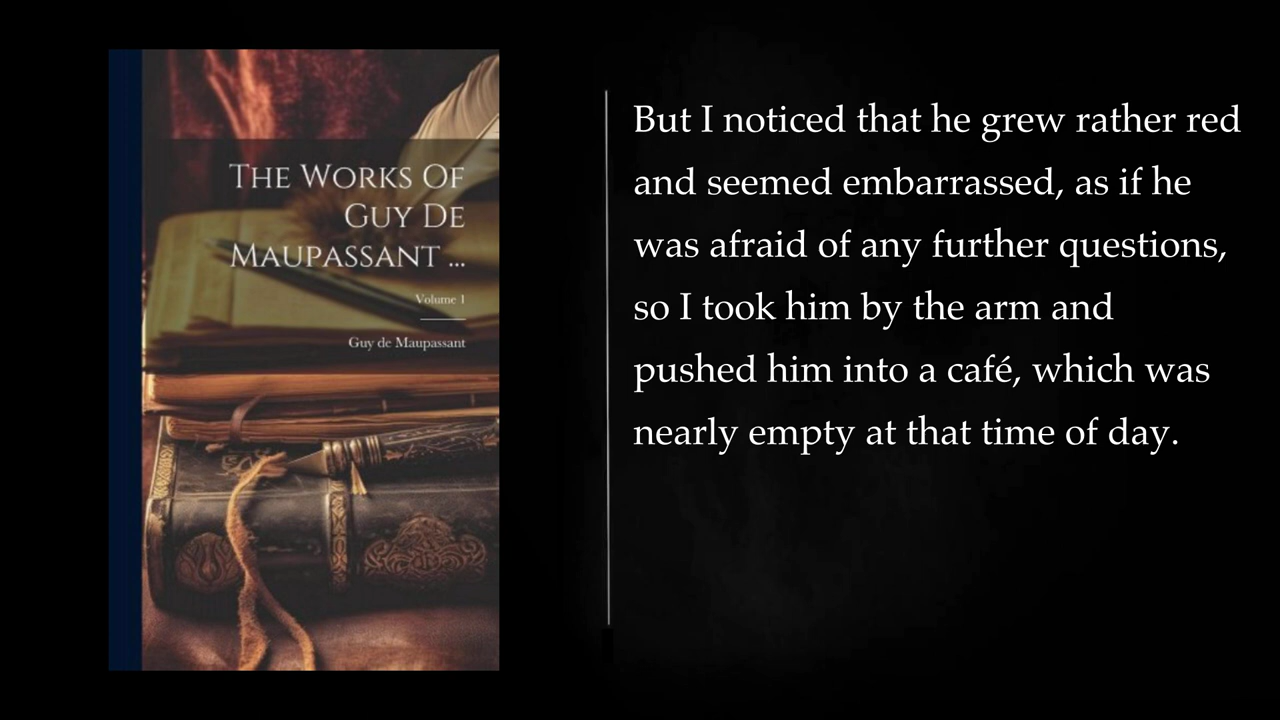 The Works Of
Guy De
Maupassant ...
Volume 1
Guy de Maupassant
But I noticed that he grew rather red
and seemed embarrassed, as if he
was afraid of any further questions,
so I took him by the arm and
pushed him into a café, which was
nearly empty at that time of day.